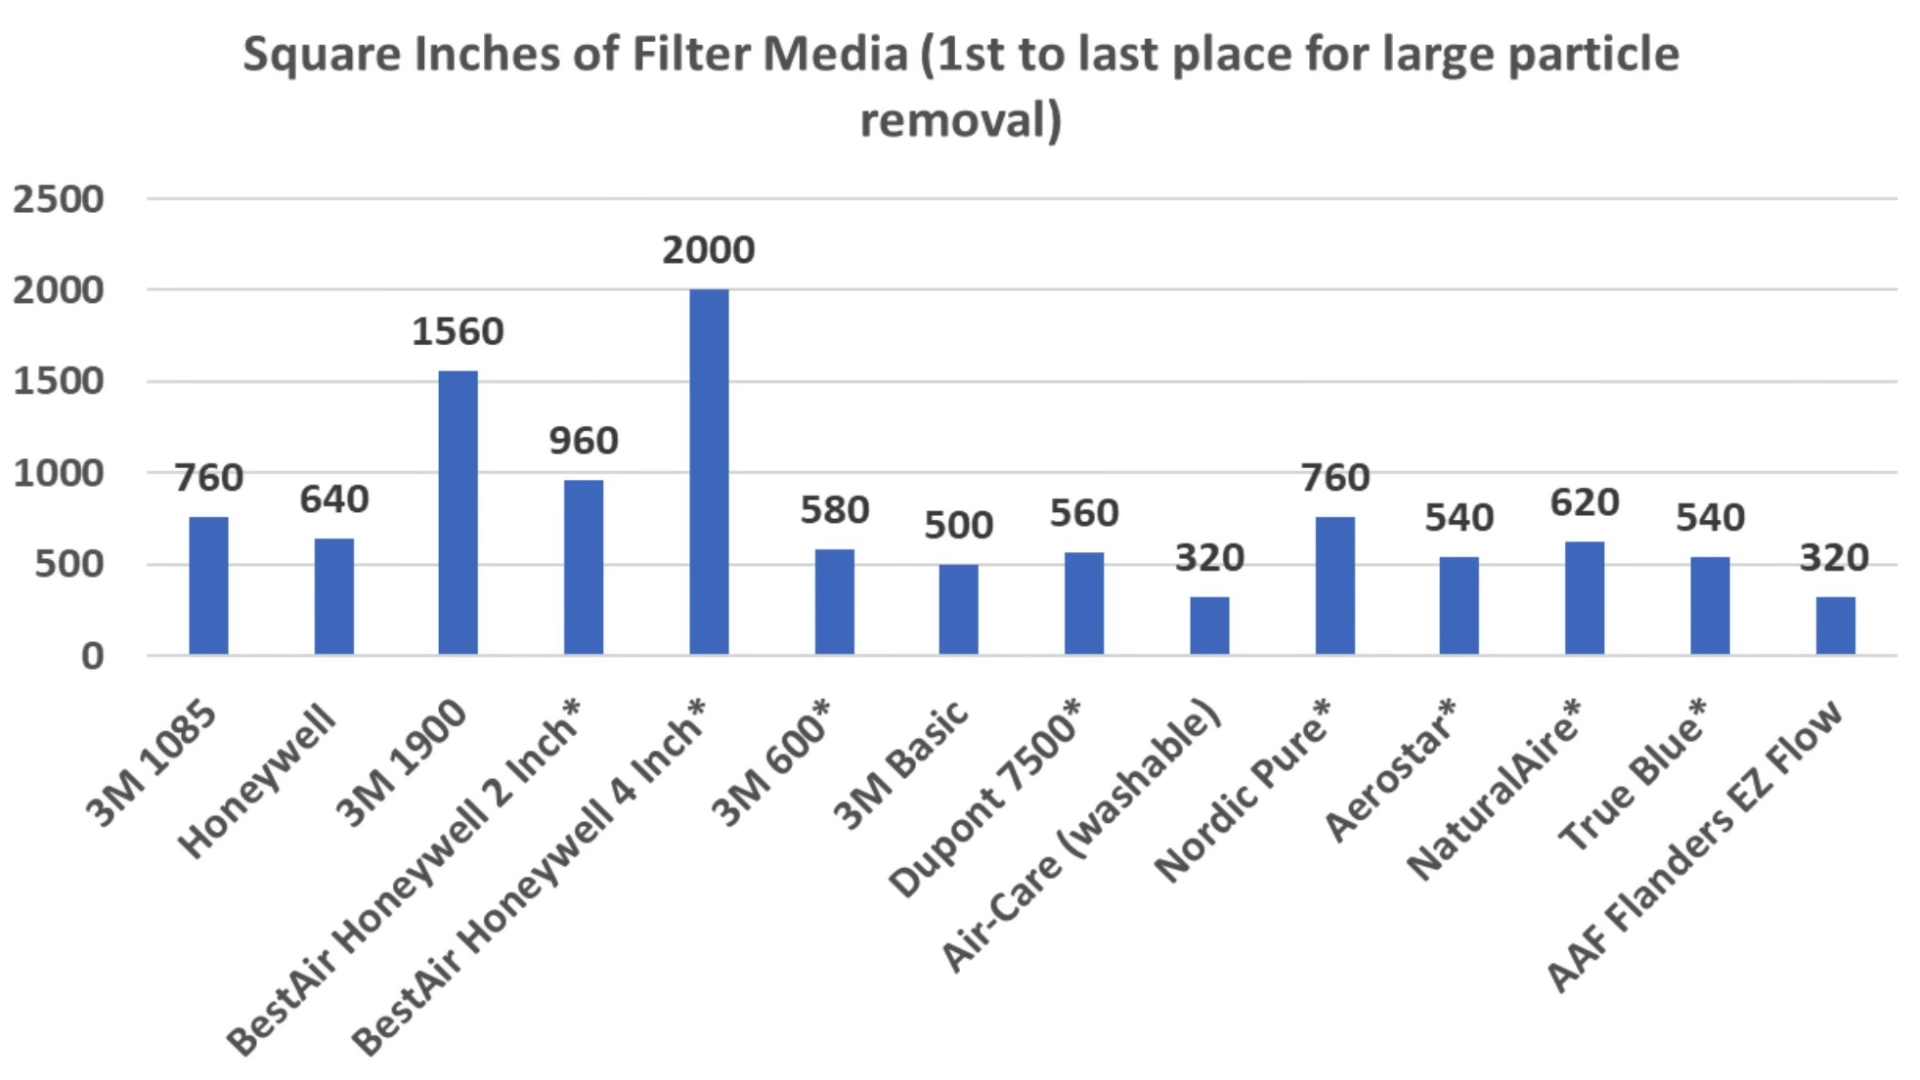 Square Inches of Filter Media (1st to last place for large particle
removal)
2500
2000
1500
1000
500
0
760
640
1560
960
2000
580
500
560
320
760
540
620
540
320
3M 1085
Honeywell
3M 1900
BestAir Honeywell 2 Inch*
BestAir Honeywell 4 Inch*
3M 600*
3M Basic
Dupont 7500*
Air-Care (washable)
Nordic Pure*
Aerostar*
NaturalAire*
True Blue*
AAF Flanders EZ Flow